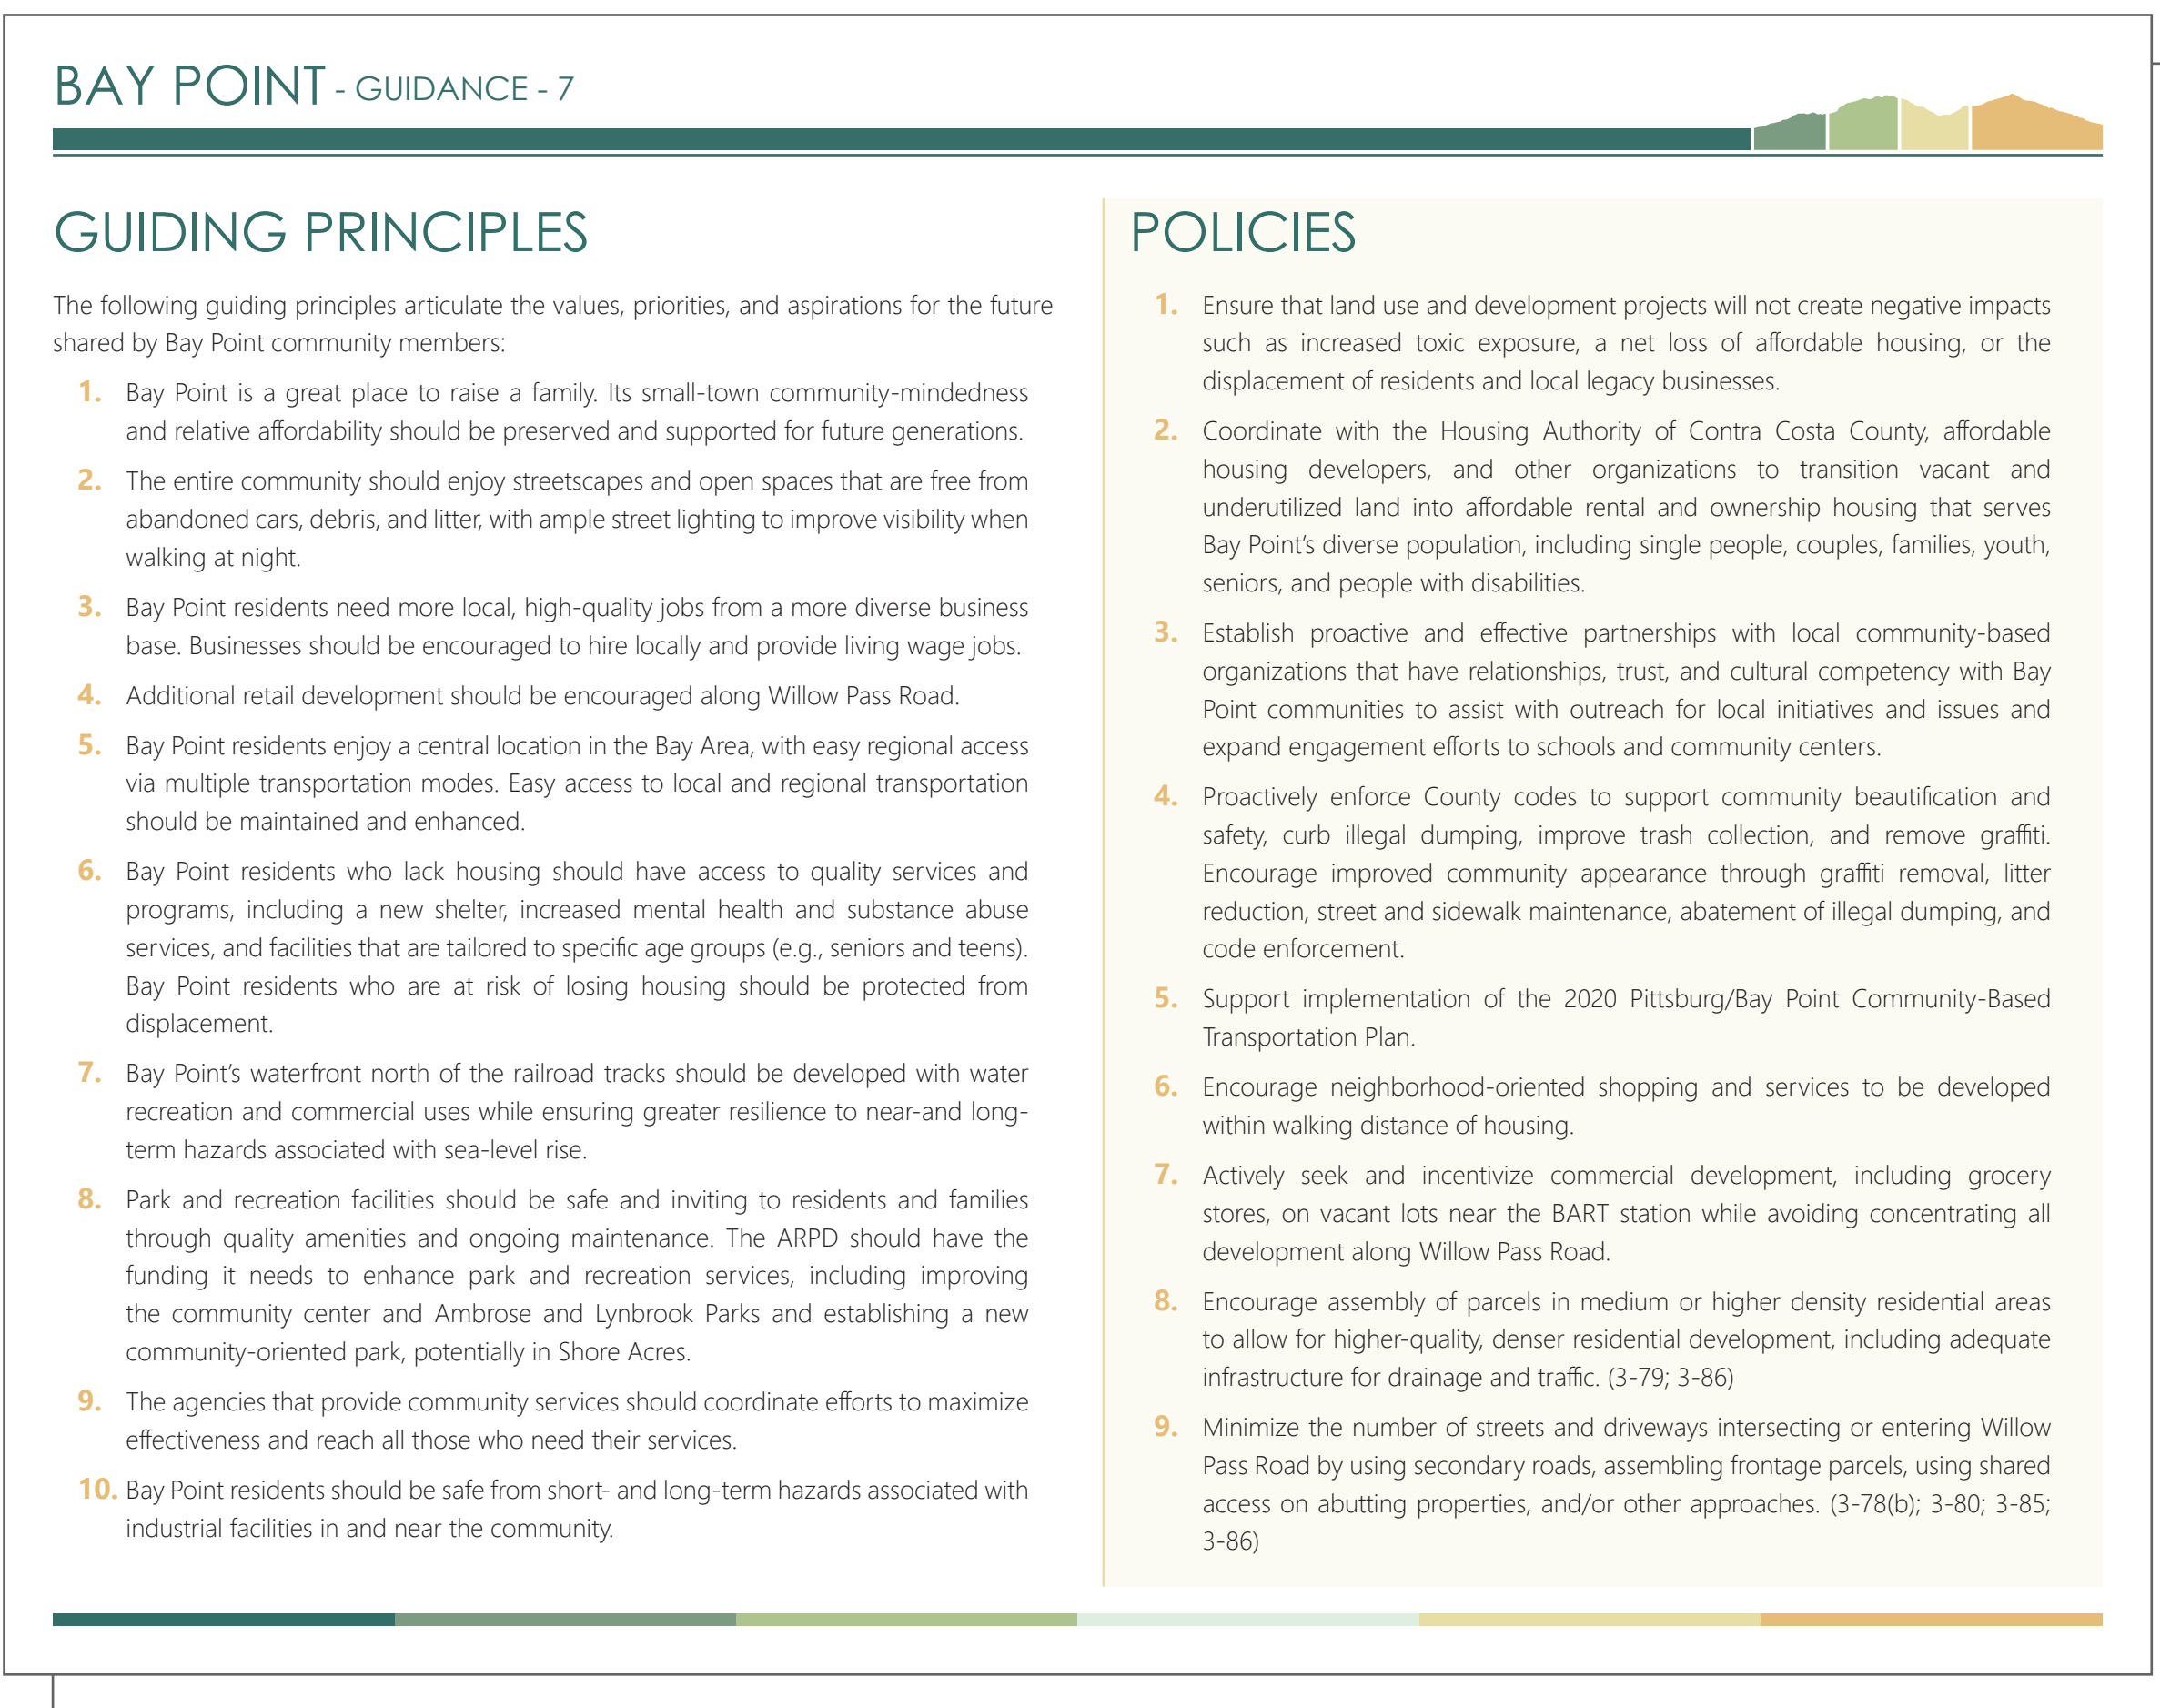 BAY POINT - GUIDANCE - 7
GUIDING PRINCIPLES
The following guiding principles articulate the values, priorities, and aspirations for the future
shared by Bay Point community members:
1. Bay Point is a great place to raise a family. Its small-town community-mindedness
and relative affordability should be preserved and supported for future generations.
2. The entire community should enjoy streetscapes and open spaces that are free from
abandoned cars, debris, and litter, with ample street lighting to improve visibility when
walking at night.
3. Bay Point residents need more local, high-quality jobs from a more diverse business
base. Businesses should be encouraged to hire locally and provide living wage jobs.
4. Additional retail development should be encouraged along Willow Pass Road.
5. Bay Point residents enjoy a central location in the Bay Area, with easy regional access
via multiple transportation modes. Easy access to local and regional transportation
should be maintained and enhanced.
6. Bay Point residents who lack housing should have access to quality services and
programs, including a new shelter, increased mental health and substance abuse
services, and facilities that are tailored to specific age groups (e.g., seniors and teens).
Bay Point residents who are at risk of losing housing should be protected from
displacement.
7. Bay Point's waterfront north of the railroad tracks should be developed with water
recreation and commercial uses while ensuring greater resilience to near-and long-
term hazards associated with sea-level rise.
8. Park and recreation facilities should be safe and inviting to residents and families
through quality amenities and ongoing maintenance. The ARPD should have the
funding it needs to enhance park and recreation services, including improving
the community center and Ambrose and Lynbrook Parks and establishing a new
community-oriented park, potentially in Shore Acres.
9. The agencies that provide community services should coordinate efforts to maximize
effectiveness and reach all those who need their services.
10. Bay Point residents should be safe from short- and long-term hazards associated with
industrial facilities in and near the community.
POLICIES
1. Ensure that land use and development projects will not create negative impacts
such as increased toxic exposure, a net loss of affordable housing, or the
displacement of residents and local legacy businesses.
2. Coordinate with the Housing Authority of Contra Costa County, affordable
housing developers, and other organizations to transition vacant and
underutilized land into affordable rental and ownership housing that serves
Bay Point's diverse population, including single people, couples, families, youth,
seniors, and people with disabilities.
3. Establish proactive and effective partnerships with local community-based
organizations that have relationships, trust, and cultural competency with Bay
Point communities to assist with outreach for local initiatives and issues and
expand engagement efforts to schools and community centers.
4. Proactively enforce County codes to support community beautification and
safety, curb illegal dumping, improve trash collection, and remove graffiti.
Encourage improved community appearance through graffiti removal, litter
reduction, street and sidewalk maintenance, abatement of illegal dumping, and
code enforcement.
5. Support implementation of the 2020 Pittsburg/Bay Point Community-Based
Transportation Plan.
6. Encourage neighborhood-oriented shopping and services to be developed
within walking distance of housing.
7. Actively seek and incentivize commercial development, including grocery
stores, on vacant lots near the BART station while avoiding concentrating all
development along Willow Pass Road.
8. Encourage assembly of parcels in medium or higher density residential areas
to allow for higher-quality, denser residential development, including adequate
infrastructure for drainage and traffic. (3-79; 3-86)
9. Minimize the number of streets and driveways intersecting or entering Willow
Pass Road by using secondary roads, assembling frontage parcels, using shared
access on abutting properties, and/or other approaches. (3-78(b); 3-80; 3-85;
3-86)